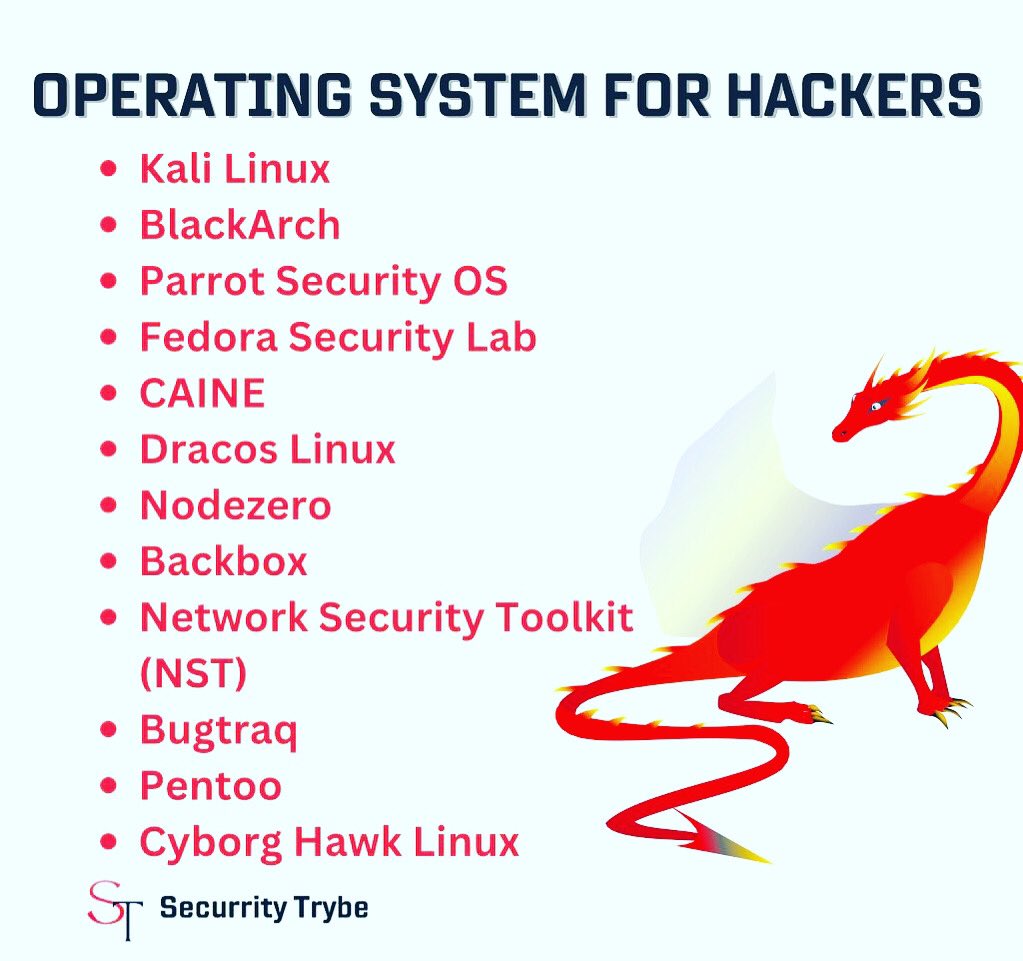 OPERATING SYSTEM FOR HACKERS
Kali Linux
BlackArch
Parrot Security OS
Fedora Security Lab
CAINE
Dracos Linux
Nodezero
Backbox
Network Security Toolkit
(NST)
Bugtraq
Pentoo
Cyborg Hawk Linux
ST Securrity Trybe